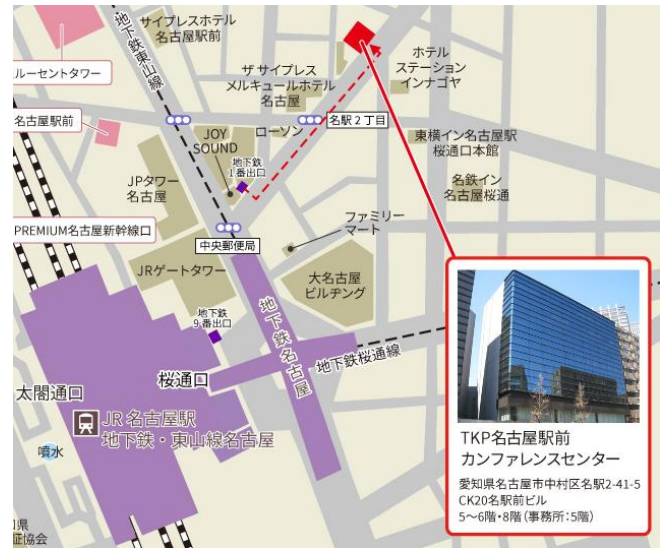 サイプレスホテル
名古屋駅前
地下鉄東山線
ルーセントタワー
ザ サイプレス
メルキュールホテル
名古屋
ホテル
ステーション
インナゴヤ
名古屋駅前
JOY
SOUND
ローソン
名駅2丁目
東横イン名古屋駅
桜通口本館
地下鉄
1番出口
JPタワー
名古屋
名鉄イン
名古屋桜通
PREMIUM名古屋新幹線口
中央郵便局
ファミリー
マート
JRゲートタワー
大名古屋
ビルヂング
地下鉄
9番出口
地下鉄名古屋
地下鉄桜通線
桜通口
太閤通口
JR名古屋駅
地下鉄・東山線名古屋
噴水
県
証協会
TKP名古屋駅前
カンファレンスセンター
愛知県名古屋市中村区名駅2-41-5
CK20名駅前ビル
5～6階・8階（事務所：5階）